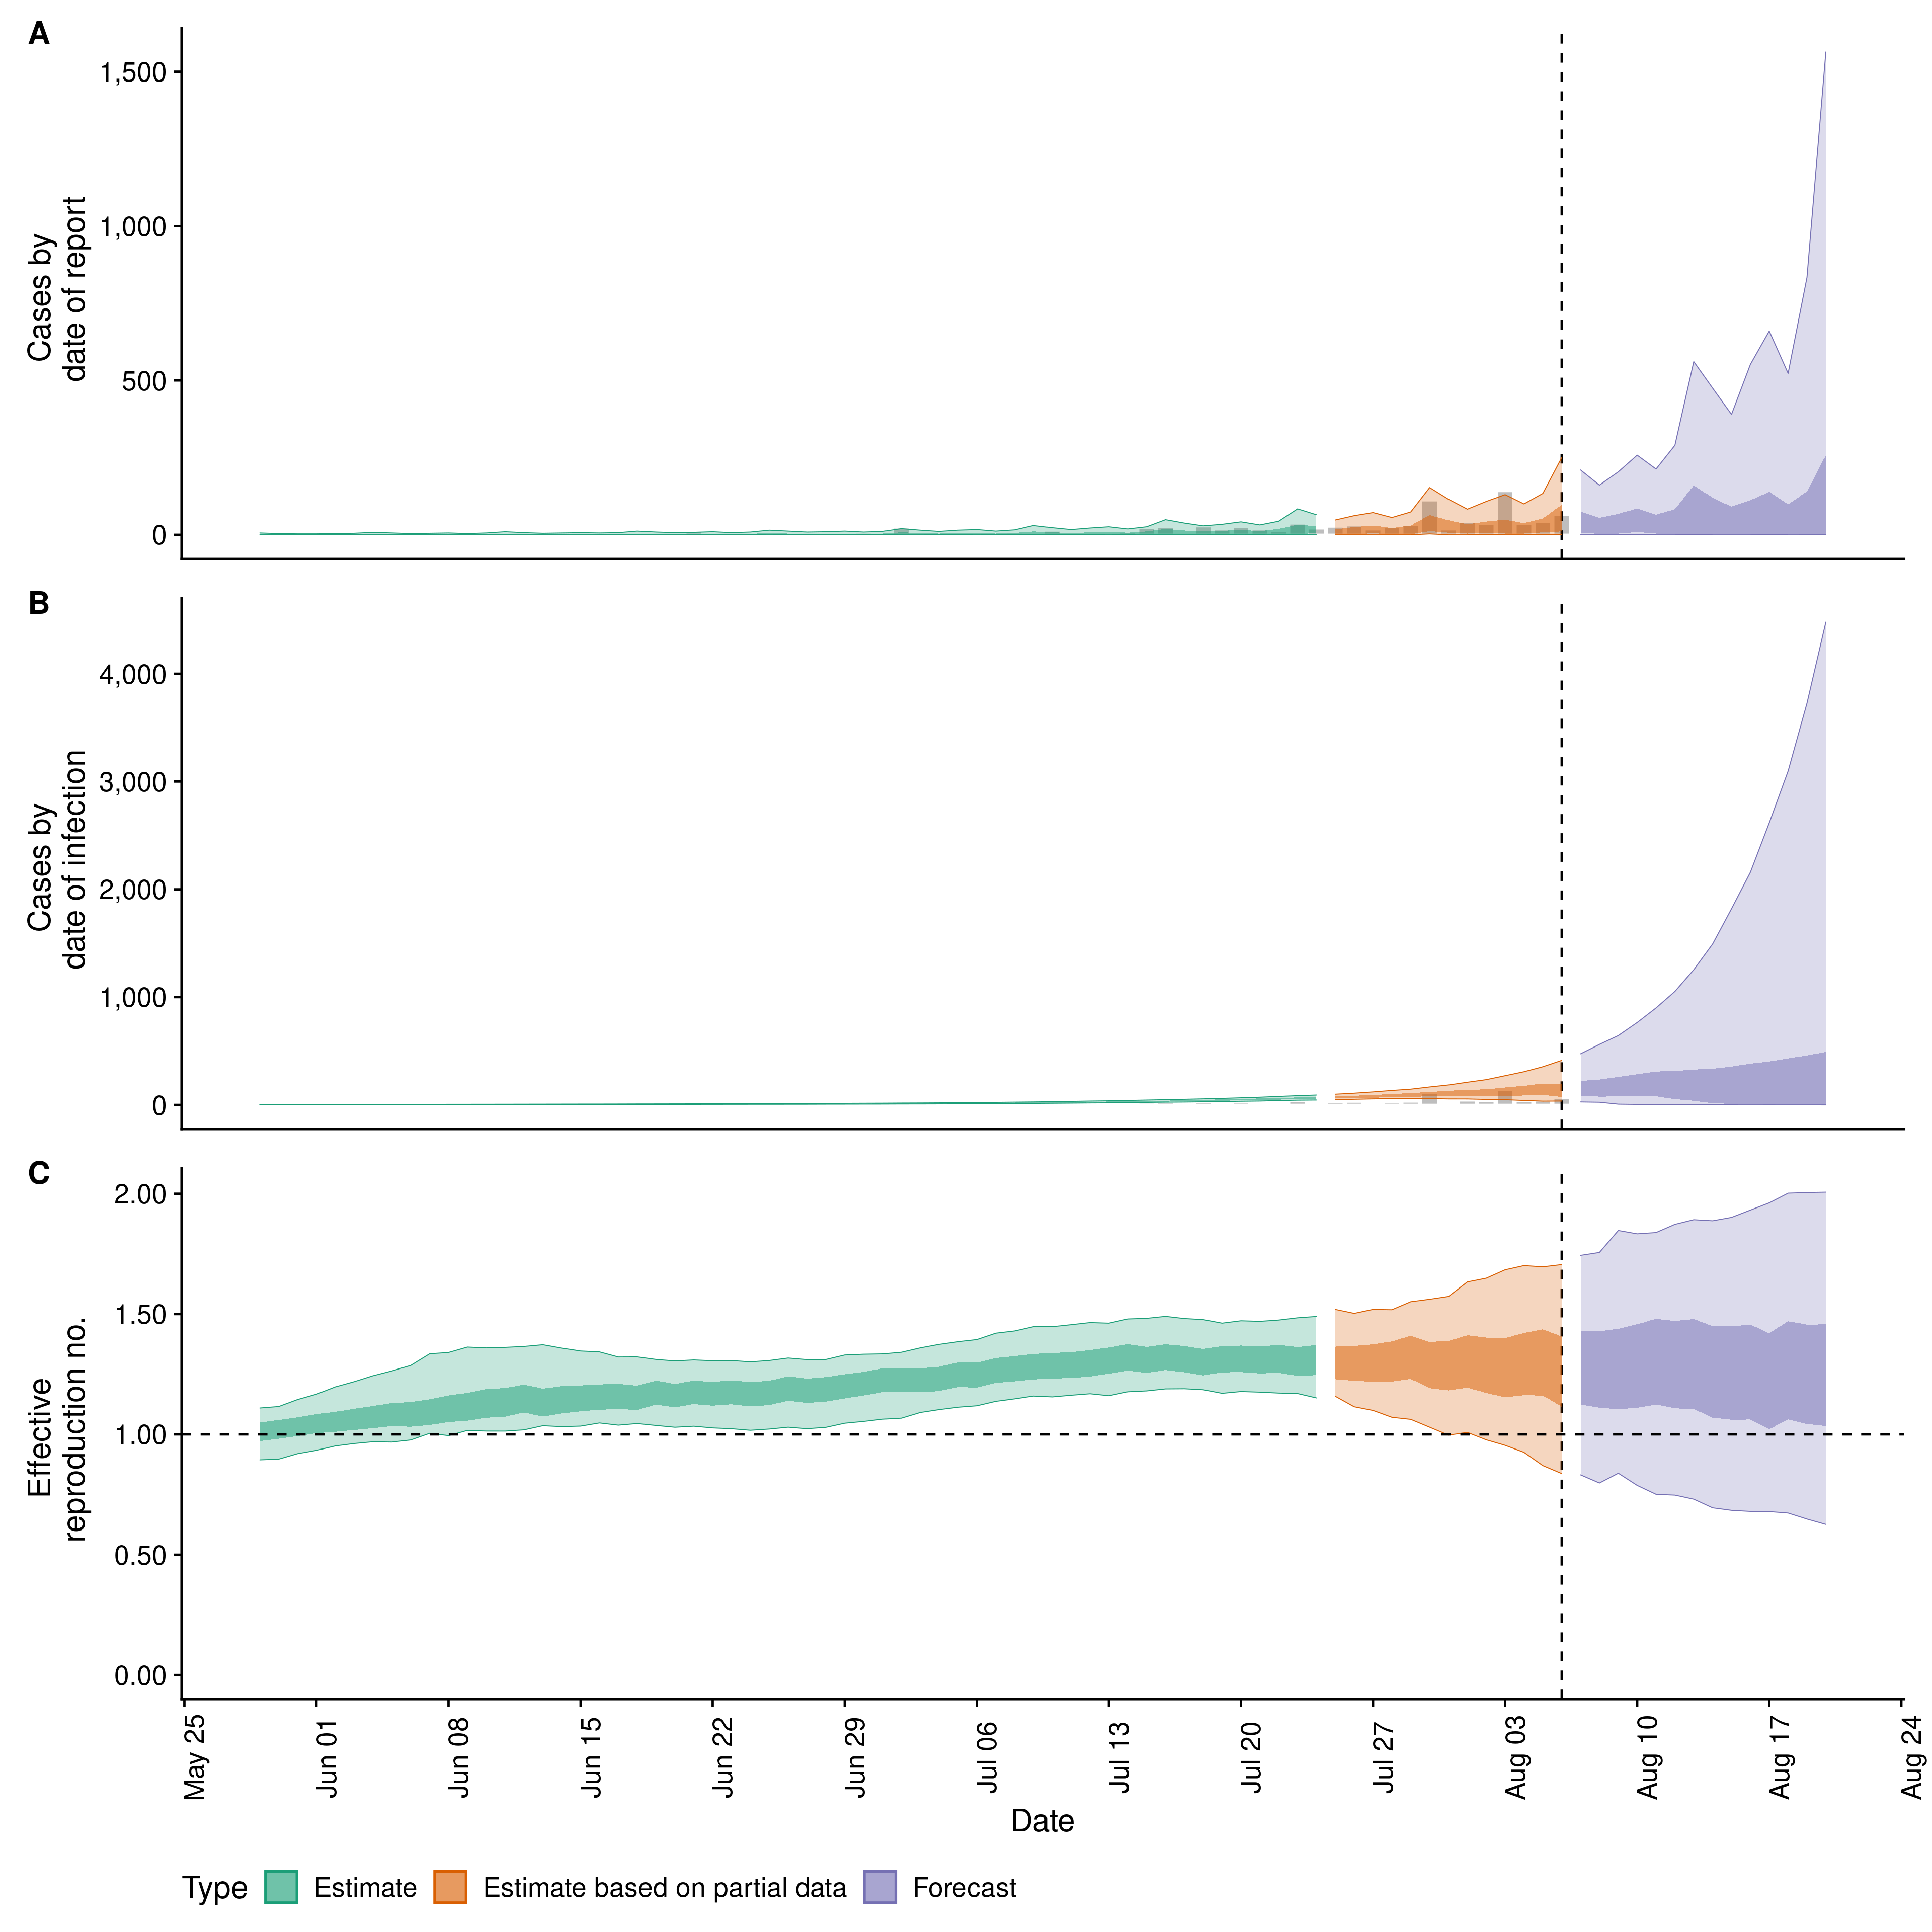 A
1,500
1,000
500
0
Cases by
date of report
B
4,000
3,000
2,000
1,000
0
Cases by
date of infection
C
2.00
1.50
1.00
0.50
0.00
Effective
reproduction no.
May 25
Jun 01
Jun 08
Jun 15
Jun 22
Jun 29
Jul 06
Jul 13
Jul 20
Jul 27
Aug 03
Aug 10
Aug 17
Aug 24
Date
Type Estimate Estimate based on partial data Forecast